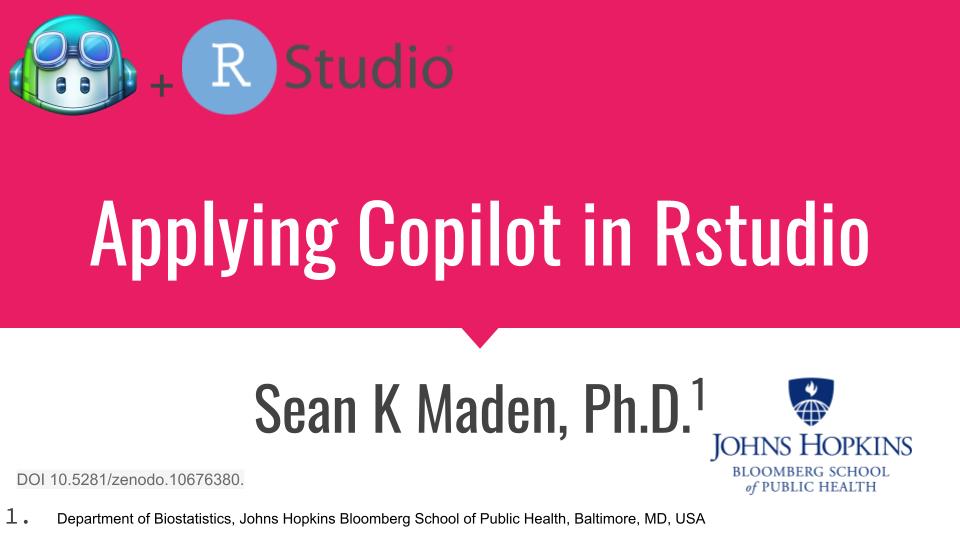 + R Studio®
Applying Copilot in Rstudio
Sean K Maden, Ph.D.¹
JOHNS HOPKINS
BLOOMBERG SCHOOL
of PUBLIC HEALTH
DOI 10.5281/zenodo.10676380.
1. Department of Biostatistics, Johns Hopkins Bloomberg School of Public Health, Baltimore, MD, USA